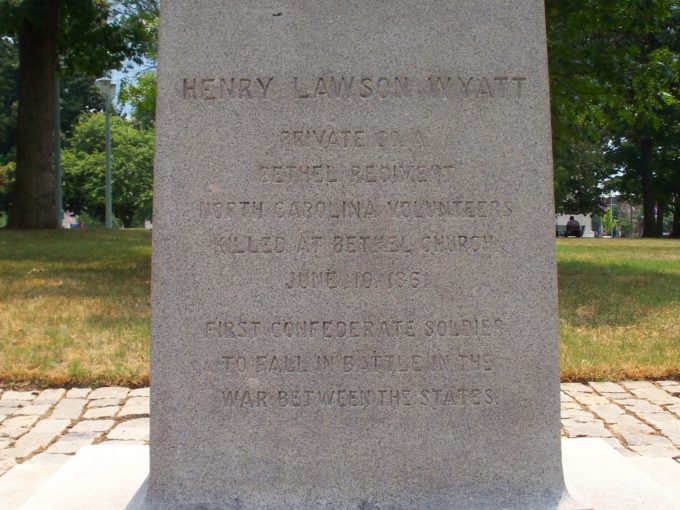 HENRY LAWSON WYATT
PRIVATE CO. A.
BETHEL REGIMENT
NORTH CAROLINA VOLUNTEERS
KILLED AT BETHEL CHURCH
JUNE 10, 1861.
FIRST CONFEDERATE SOLDIER
TO FALL IN BATTLE IN THE
WAR BETWEEN THE STATES.